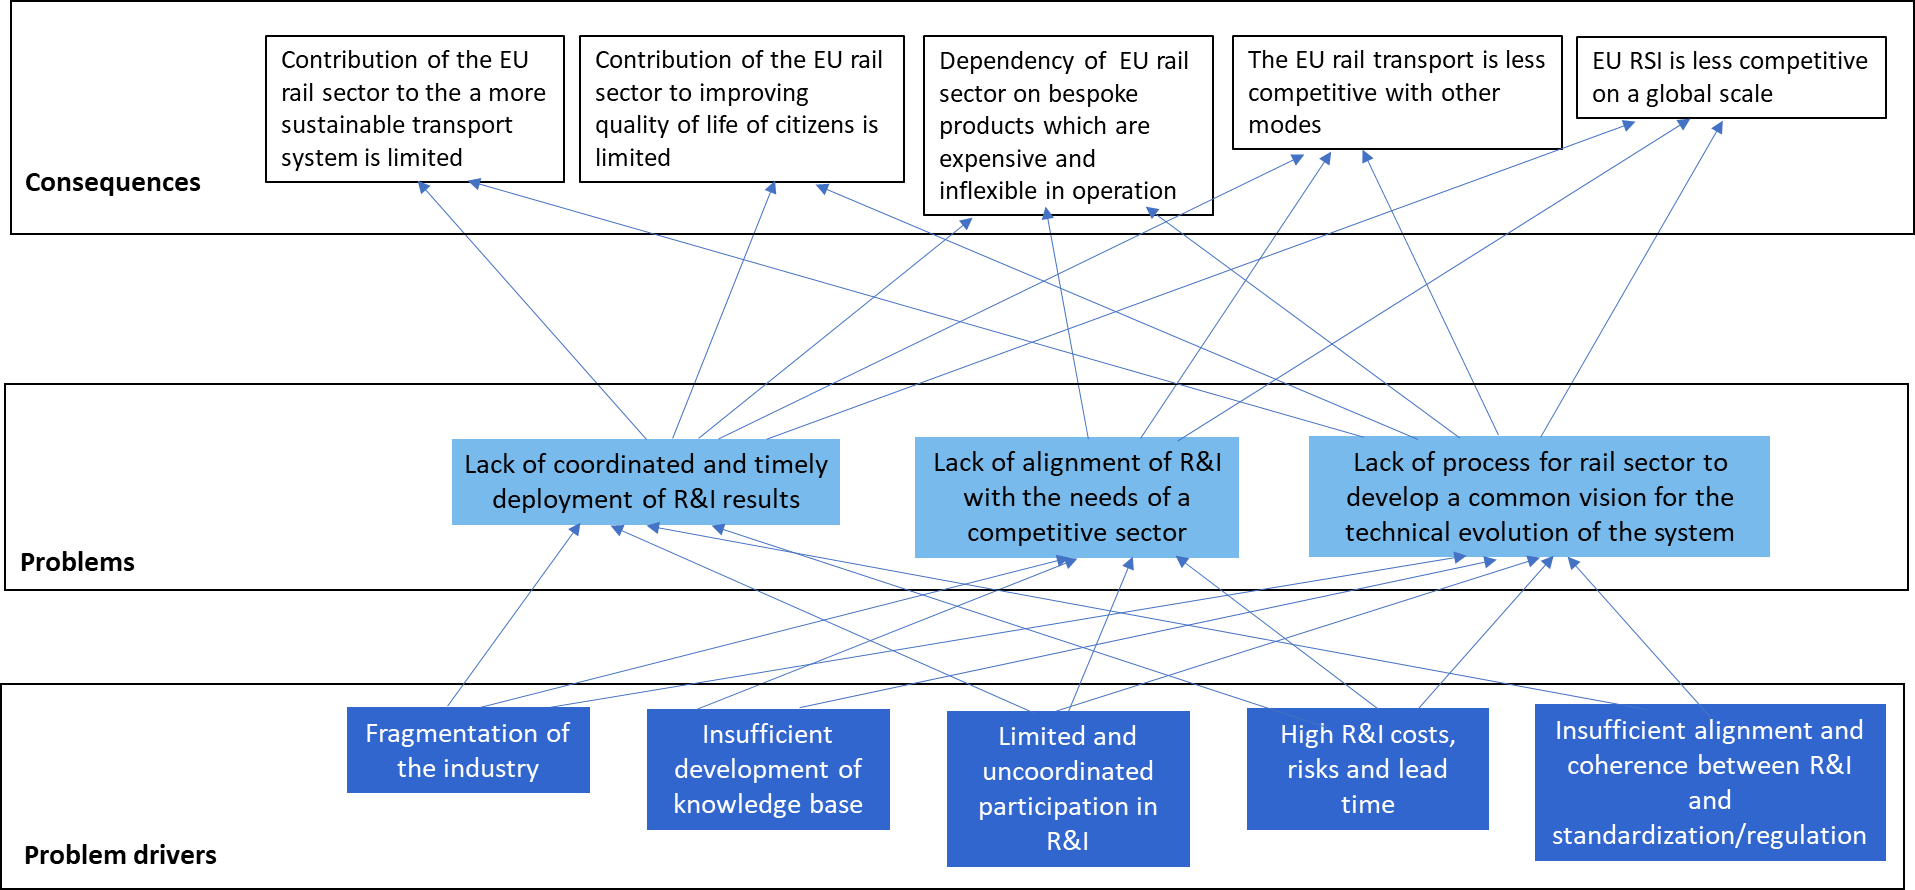 Contribution of the EU
rail sector to the a more
sustainable transport
system is limited
Contribution of the EU rail
sector to improving
quality of life of citizens is
limited
Dependency of EU rail
sector on bespoke
products which are
expensive and
inflexible in operation
The EU rail transport is less
competitive with other
modes
EU RSI is less competitive
on a global scale
Consequences
Lack of coordinated and timely
deployment of R&I results
Lack of alignment of R&I
with the needs of a
competitive sector
Lack of process for rail sector to
develop a common vision for the
technical evolution of the system
Problems
Fragmentation of
the industry
Insufficient
development of
knowledge base
Limited and
uncoordinated
participation in
R&I
High R&I costs,
risks and lead
time
Insufficient alignment and
coherence between R&I
and
standardization/regulation
Problem drivers